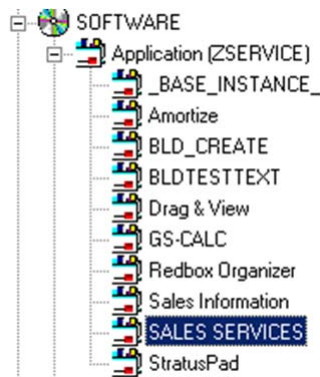 SOFTWARE
Application (ZSERVICE)
_BASE_INSTANCE_
Amortize
BLD_CREATE
BLDTESTTEXT
Drag & View
GS-CALC
Redbox Organizer
Sales Information
SALES SERVICES
StratusPad